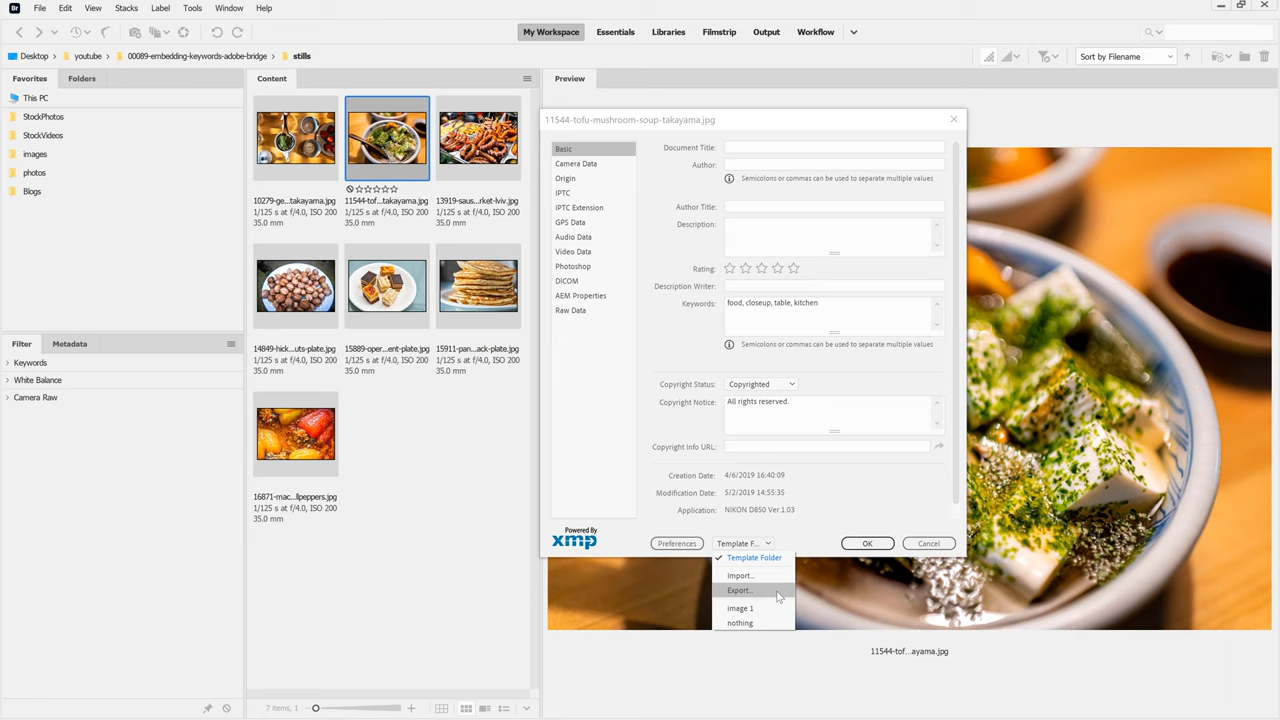 Br File Edit View Stacks Label Tools Window Help
My Workspace Essentials Libraries Filmstrip Output Workflow
Desktop youtube 00089-embedding-keywords-adobe-bridge stills
Sort by Filename
Favorites Folders
This PC
StockPhotos
StockVideos
images
photos
Blogs
Filter Metadata
Keywords
White Balance
Camera Raw
Content
10279-ge...takayama.jpg
1/125 s at f/4.0, ISO 200
35.0 mm
11544-tof...takayama.jpg
1/125 s at f/4.0, ISO 200
35.0 mm
13919-saus...rket-lviv.jpg
1/125 s at f/4.0, ISO 200
35.0 mm
14849-hick...uts-plate.jpg
1/125 s at f/4.0, ISO 200
35.0 mm
15889-oper...ent-plate.jpg
1/125 s at f/4.0, ISO 200
35.0 mm
15911-pan...ack-plate.jpg
1/125 s at f/4.0, ISO 200
35.0 mm
16871-mac...llpeppers.jpg
1/125 s at f/4.0, ISO 200
35.0 mm
7 items, 1
Preview
11544-tofu-mushroom-soup-takayama.jpg
Basic
Camera Data
Origin
IPTC
IPTC Extension
GPS Data
Audio Data
Video Data
Photoshop
DICOM
AEM Properties
Raw Data
Document Title:
Author:
Semicolons or commas can be used to separate multiple values
Author Title:
Description:
Rating:
Description Writer:
Keywords: food, closeup, table, kitchen
Semicolons or commas can be used to separate multiple values
Copyright Status: Copyrighted
Copyright Notice: All rights reserved.
Copyright Info URL:
Creation Date: 4/6/2019 16:40:09
Modification Date: 5/2/2019 14:55:35
Application: NIKON D850 Ver.1.03
Powered By
xmp
Preferences Template F... OK Cancel
Template Folder
Import...
Export...
image 1
nothing
11544-tof...ayama.jpg